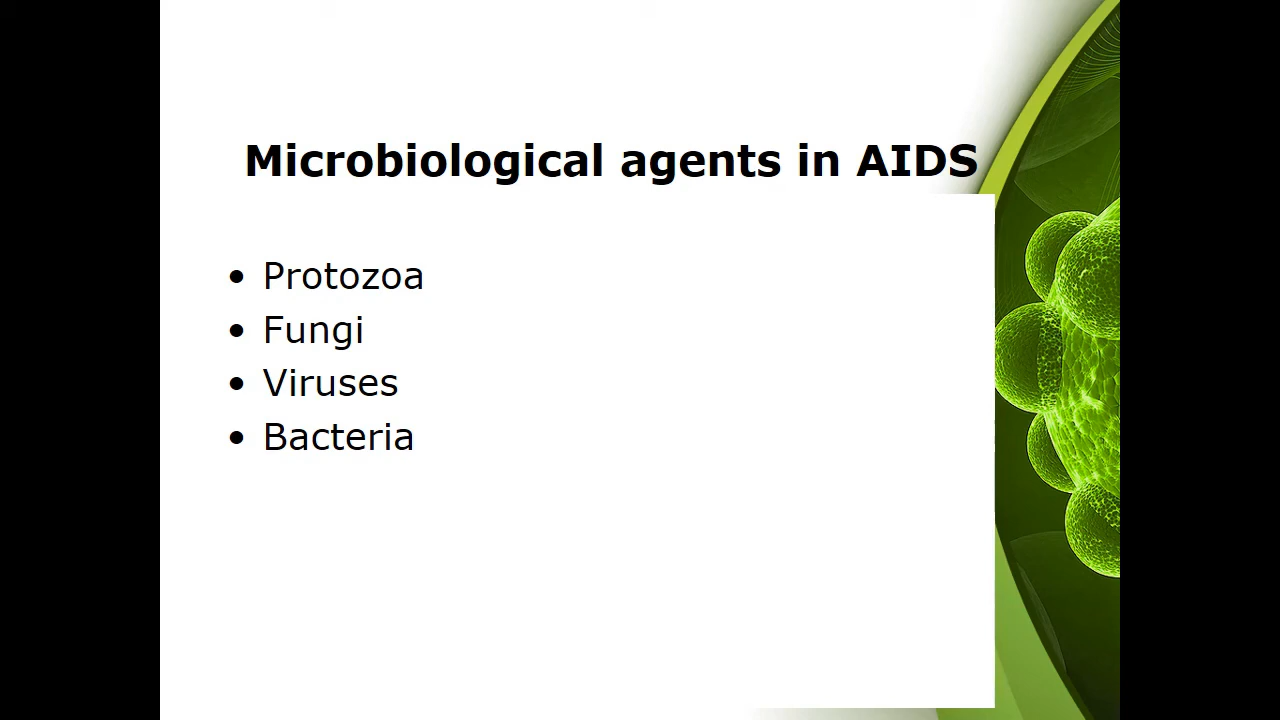 Microbiological agents in AIDS
• Protozoa
• Fungi
• Viruses
• Bacteria